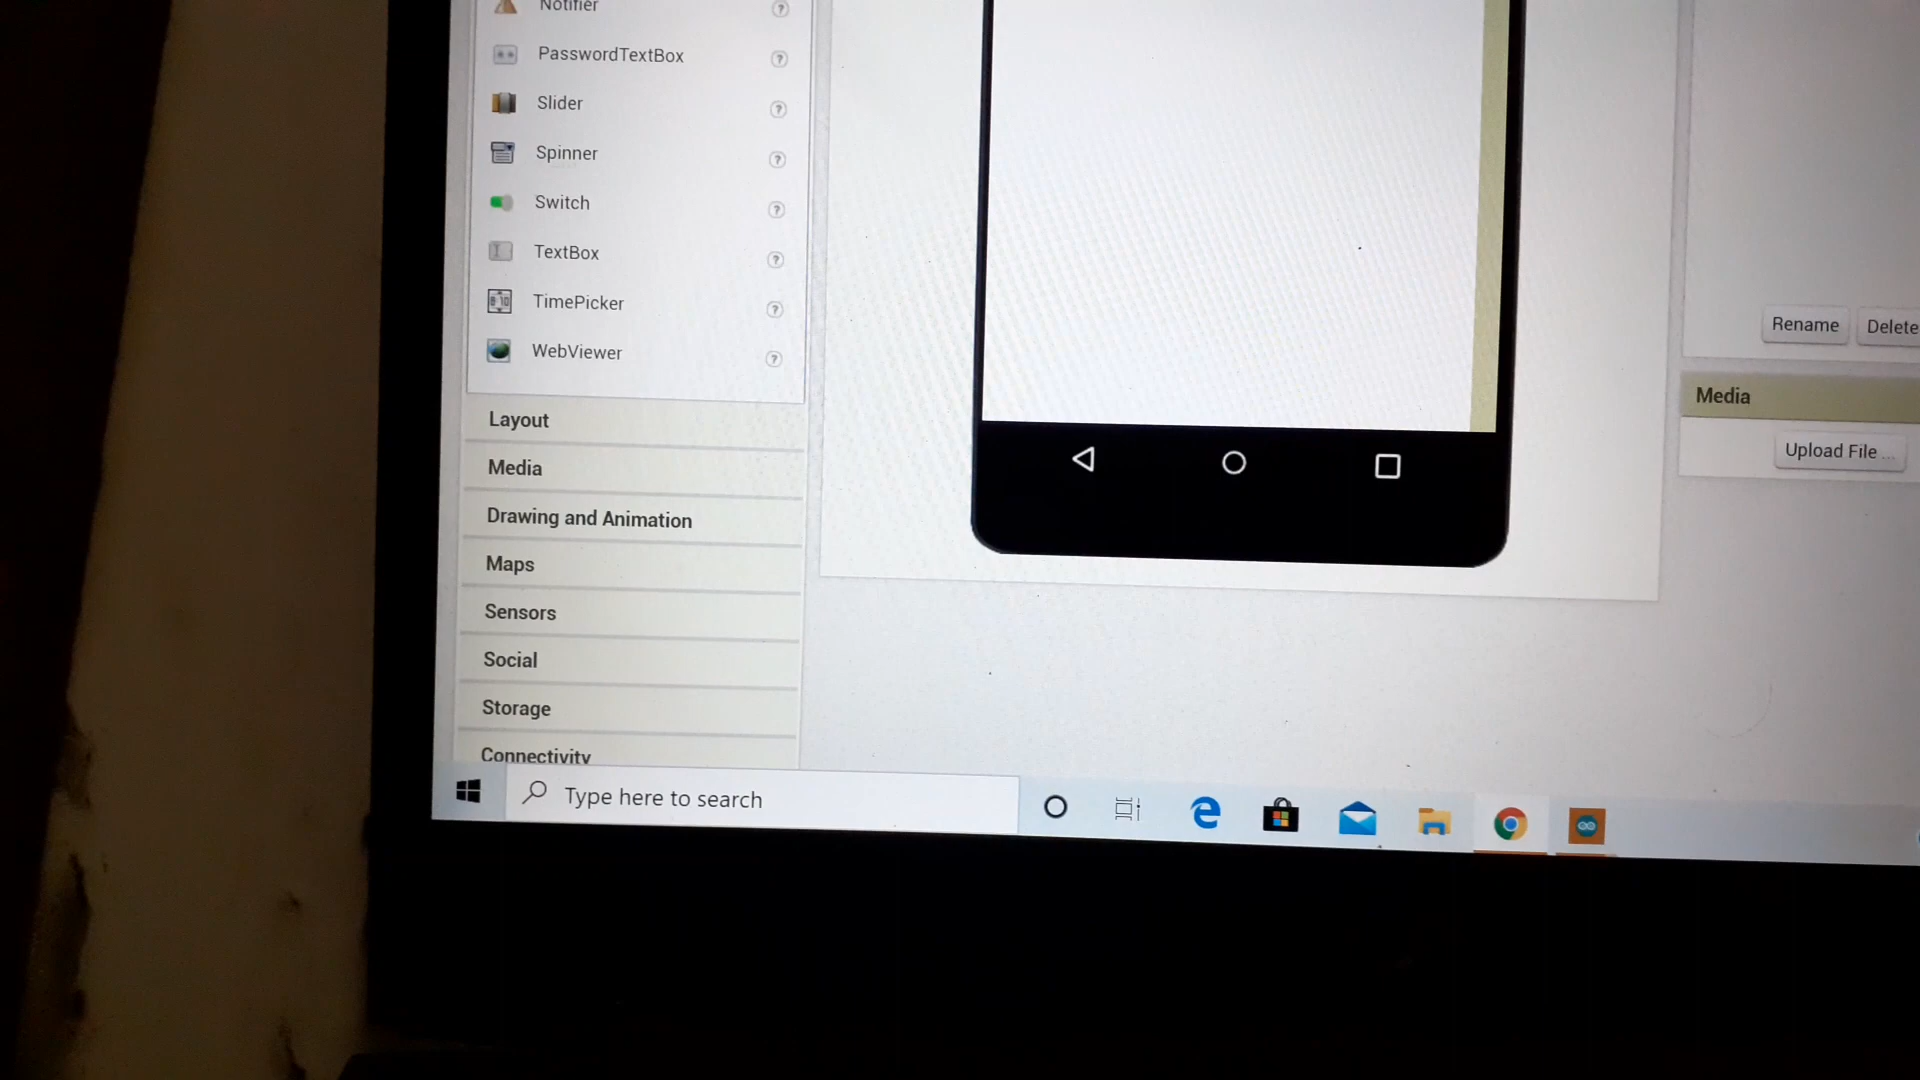 Notifier
PasswordTextBox
Slider
Spinner
Switch
TextBox
TimePicker
WebViewer
Layout
Media
Drawing and Animation
Maps
Sensors
Social
Storage
Connectivity
Rename
Delete
Media
Upload File ...
Type here to search